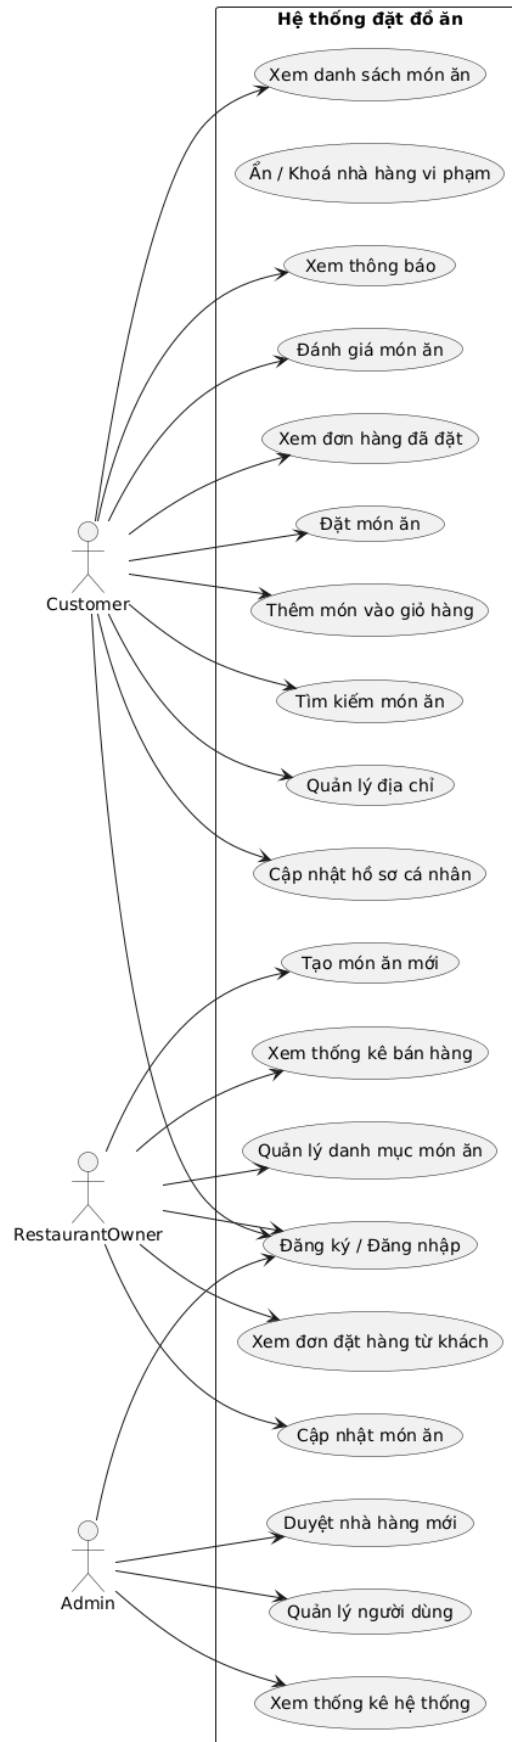 Hệ thống đặt đồ ăn
Xem danh sách món ăn
Ẩn / Khoá nhà hàng vi phạm
Xem thông báo
Đánh giá món ăn
Xem đơn hàng đã đặt
Đặt món ăn
Customer
Thêm món vào giỏ hàng
Tìm kiếm món ăn
Quản lý địa chỉ
Cập nhật hồ sơ cá nhân
Tạo món ăn mới
Xem thống kê bán hàng
Quản lý danh mục món ăn
RestaurantOwner
Đăng ký / Đăng nhập
Xem đơn đặt hàng từ khách
Cập nhật món ăn
Duyệt nhà hàng mới
Admin
Quản lý người dùng
Xem thống kê hệ thống